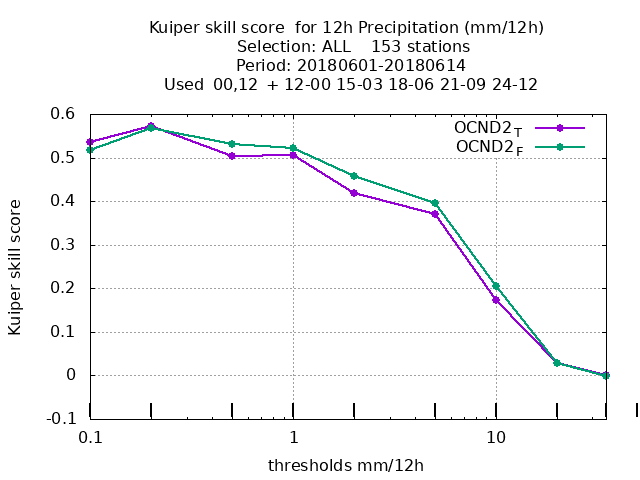 Kuiper skill score  for 12h Precipitation (mm/12h)
Selection: ALL    153 stations
Period: 20180601-20180614
Used  00,12  + 12-00 15-03 18-06 21-09 24-12
OCND2T
OCND2F
0.6
0.5
0.4
0.3
0.2
0.1
0
-0.1
Kuiper skill score
0.1
1
10
thresholds mm/12h